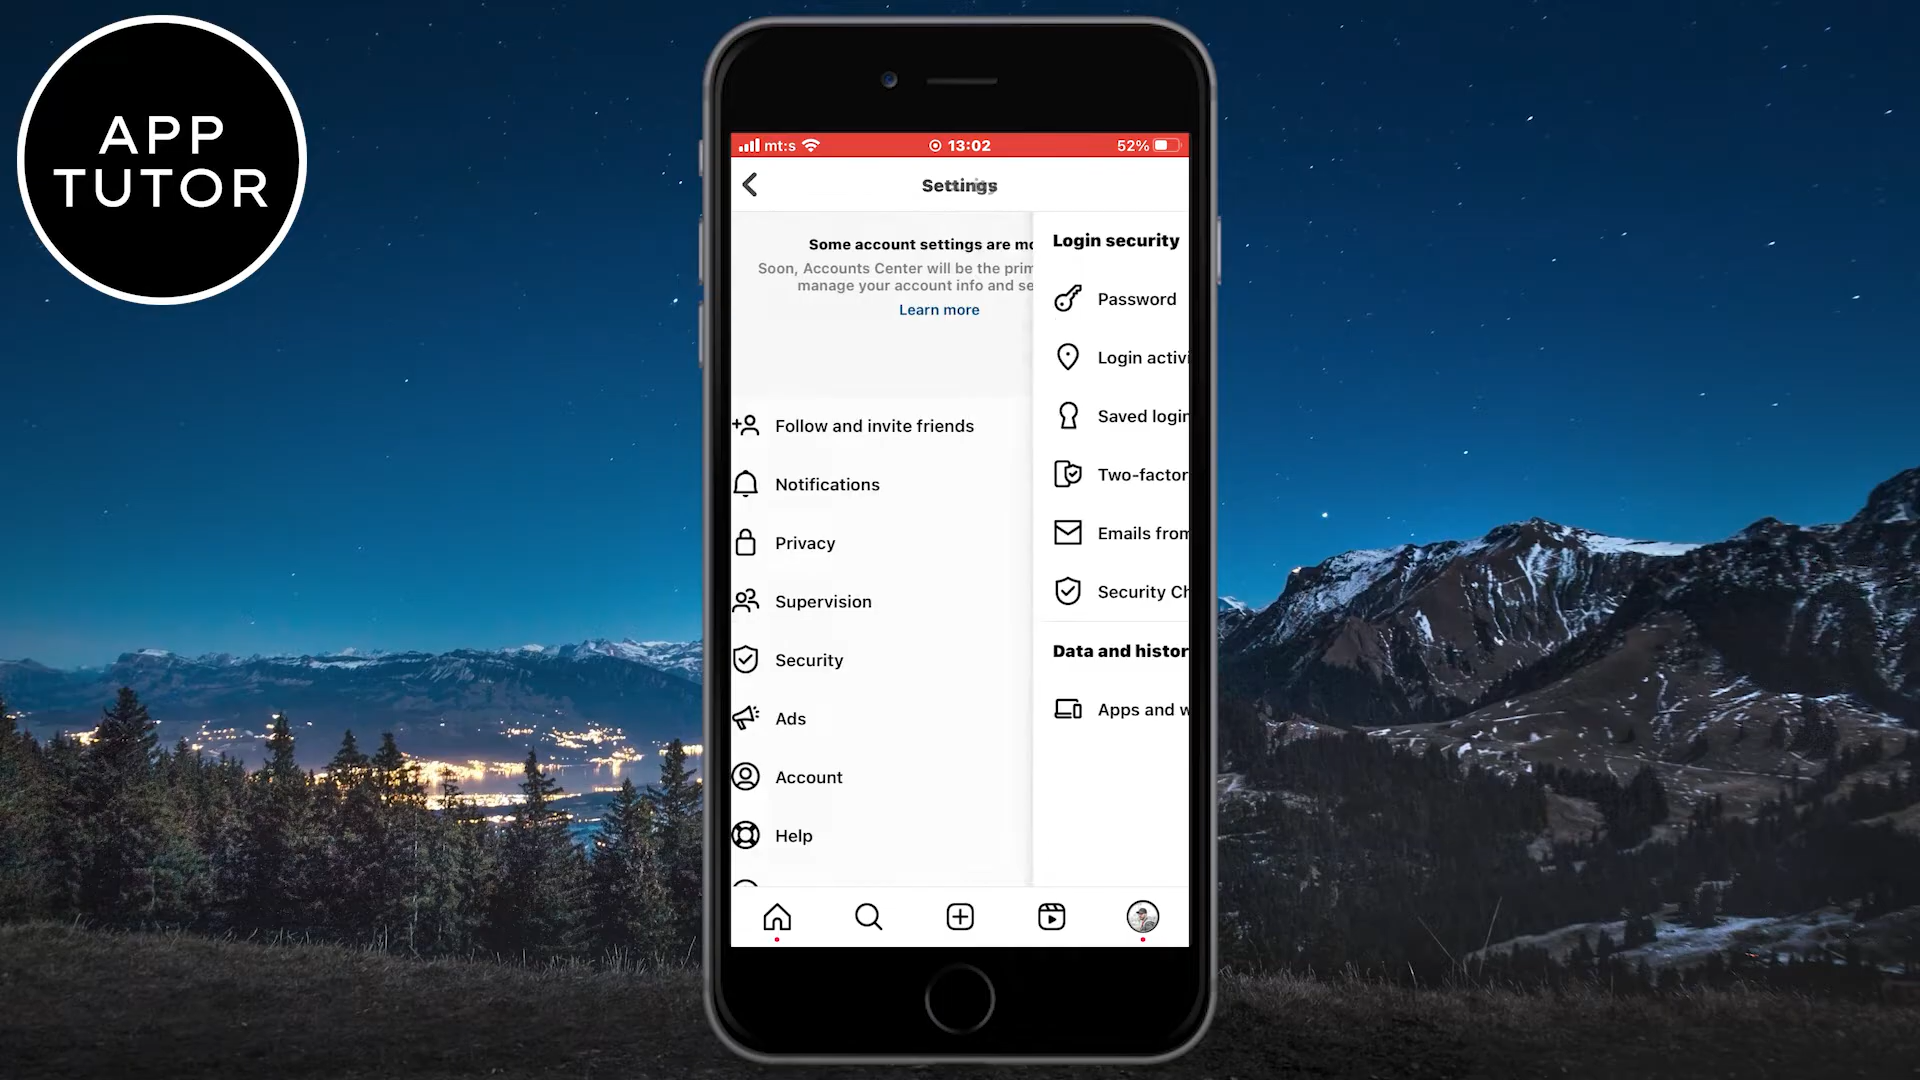 APP
TUTOR
mt:s
13:02
52%
Settings
Some account settings are mo
Soon, Accounts Center will be the prim
manage your account info and se
Learn more
Follow and invite friends
Notifications
Privacy
Supervision
Security
Ads
Account
Help
Login security
Password
Login activi
Saved login
Two-factor
Emails from
Security Ch
Data and histor
Apps and w